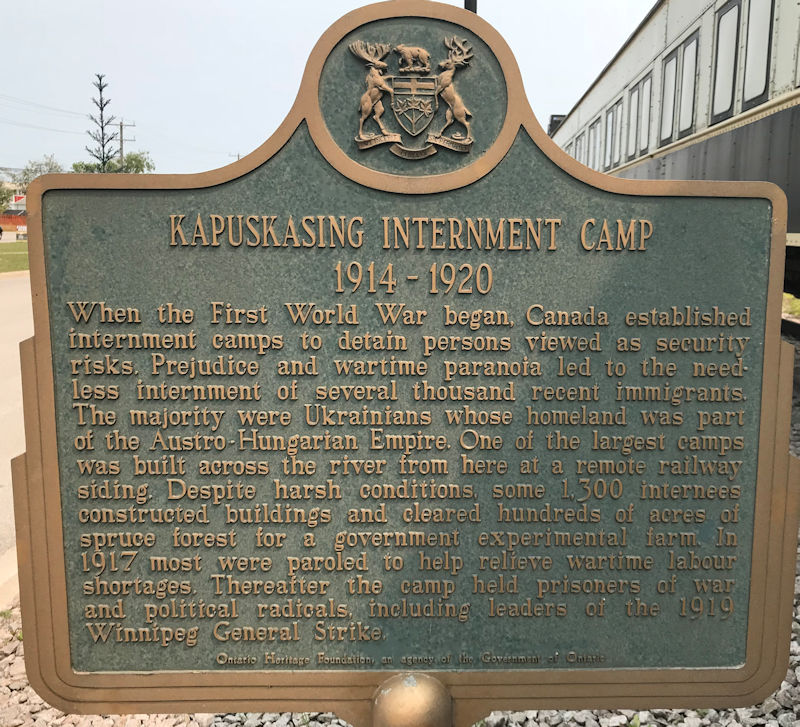 KAPUSKASING INTERNMENT CAMP
1914 - 1920
When the First World War began, Canada established
internment camps to detain persons viewed as security
risks. Prejudice and wartime paranoia led to the need-
less internment of several thousand recent immigrants.
The majority were Ukrainians whose homeland was part
of the Austro-Hungarian Empire. One of the largest camps
was built across the river from here at a remote railway
siding. Despite harsh conditions, some 1,300 internees
constructed buildings and cleared hundreds of acres of
spruce forest for a government experimental farm. In
1917 most were paroled to help relieve wartime labour
shortages. Thereafter the camp held prisoners of war
and political radicals, including leaders of the 1919
Winnipeg General Strike.
Ontario Heritage Foundation, an agency of the Government of Ontario